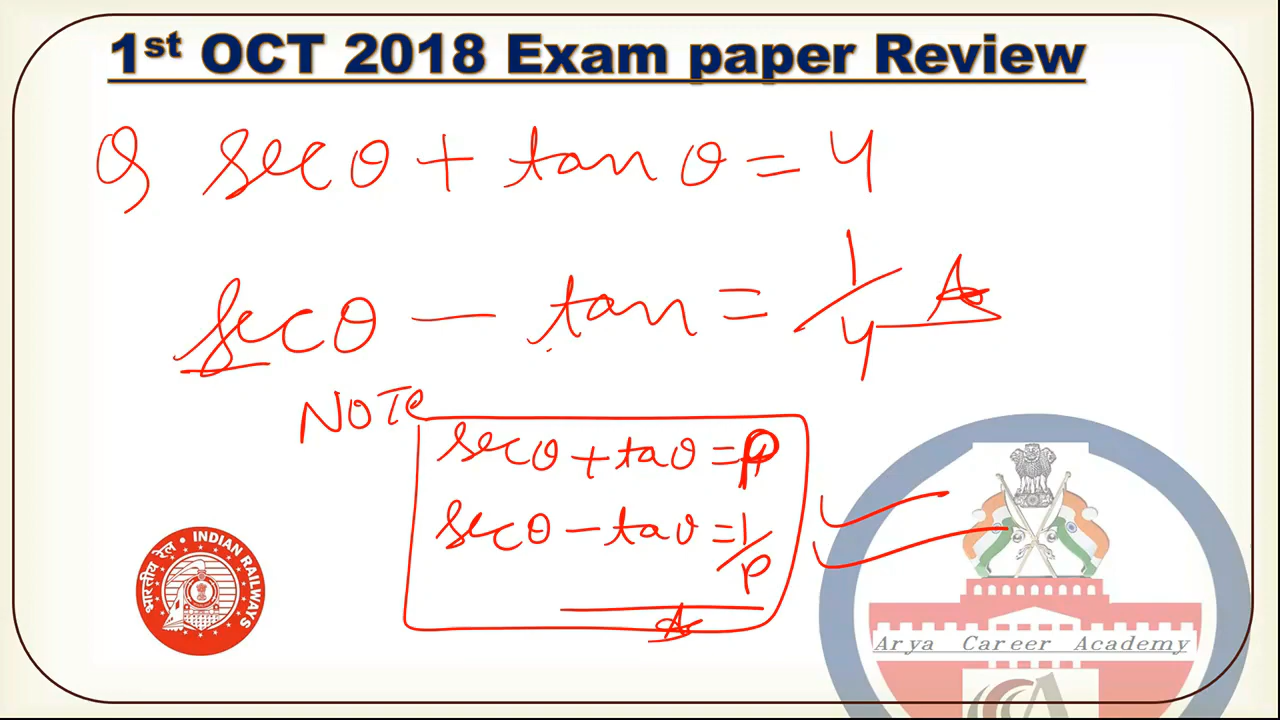 1st OCT 2018 Exam paper Review
Q secθ + tanθ = 4
secθ − tan = 1/4 A
NOTE
secθ + taθ = P
secθ − taθ = 1/P
A
भारतीय रेल • INDIAN RAILWAYS
Arya Career Academy